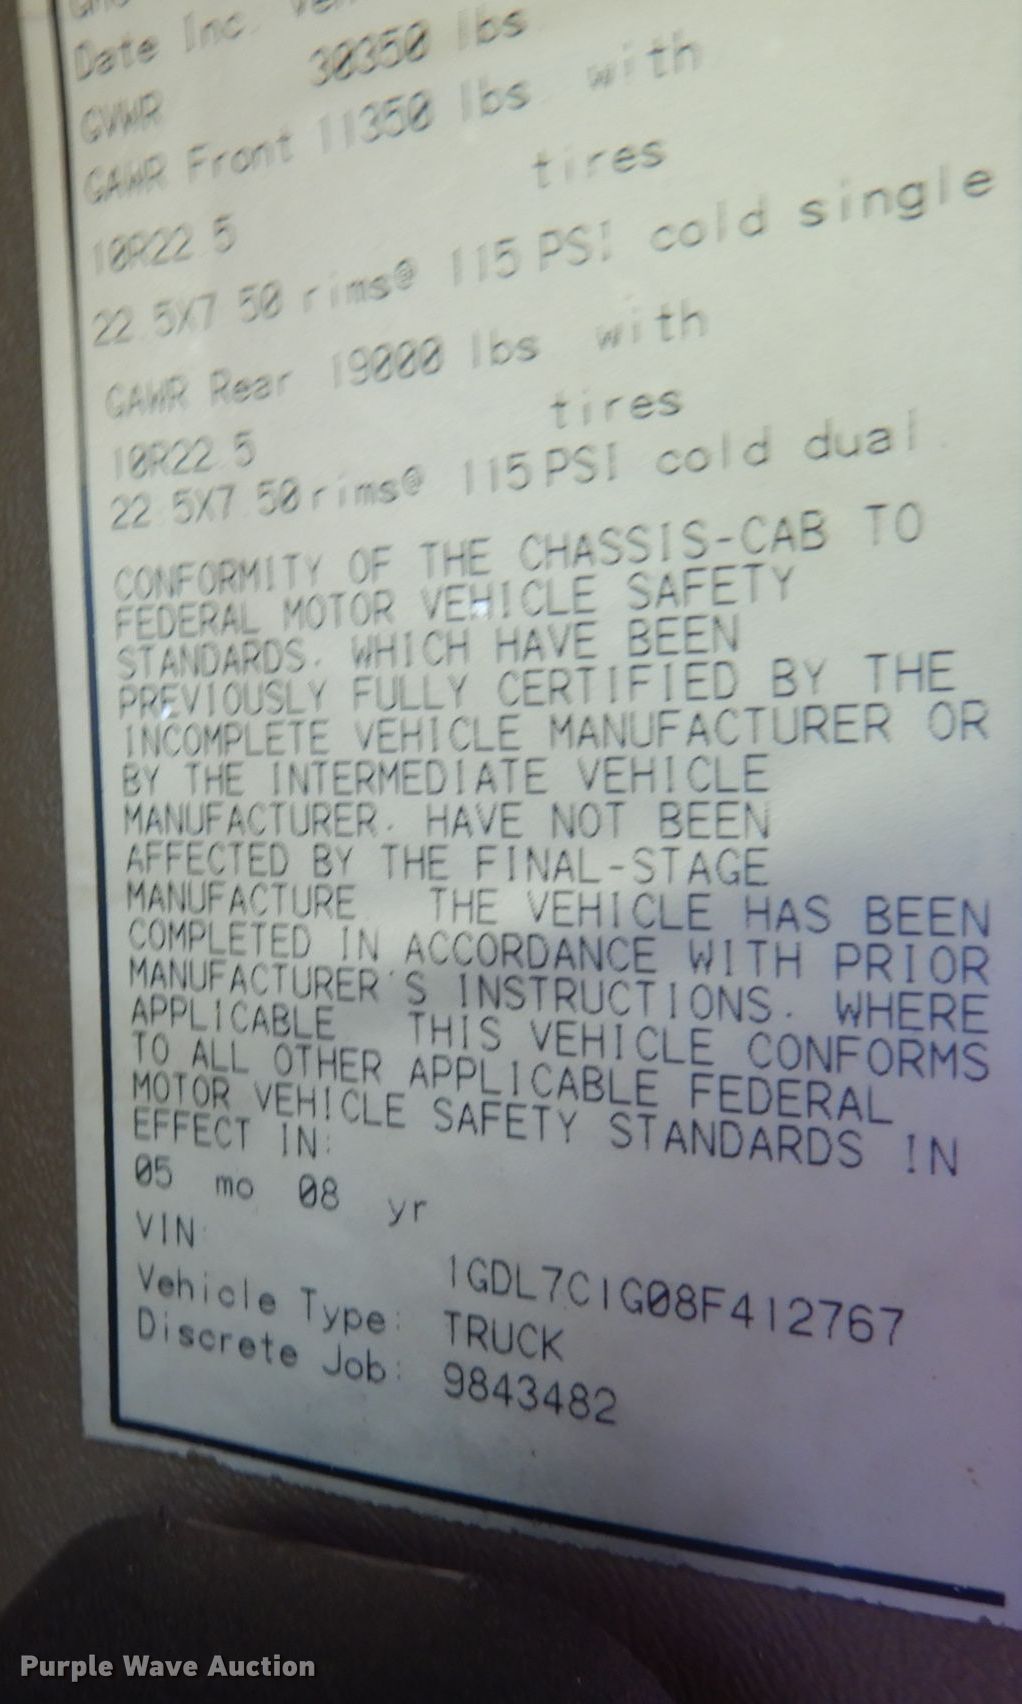 Date Inc.
GVWR 30350 lbs
GAWR Front 11350 lbs with
tires
10R22.5
22.5X7.50 rims@ 115 PSI cold single
GAWR Rear 19000 lbs with
tires
10R22.5
22.5X7.50 rims@ 115 PSI cold dual
CONFORMITY OF THE CHASSIS-CAB TO
FEDERAL MOTOR VEHICLE SAFETY
STANDARDS. WHICH HAVE BEEN
PREVIOUSLY FULLY CERTIFIED BY THE
INCOMPLETE VEHICLE MANUFACTURER OR
BY THE INTERMEDIATE VEHICLE
MANUFACTURER. HAVE NOT BEEN
AFFECTED BY THE FINAL-STAGE
MANUFACTURE. THE VEHICLE HAS BEEN
COMPLETED IN ACCORDANCE WITH PRIOR
MANUFACTURER'S INSTRUCTIONS. WHERE
APPLICABLE THIS VEHICLE CONFORMS
TO ALL OTHER APPLICABLE FEDERAL
MOTOR VEHICLE SAFETY STANDARDS IN
EFFECT IN:
05 mo 08 yr
VIN: 1GDL7C1G08F412767
Vehicle Type: TRUCK
Discrete Job: 9843482
Purple Wave Auction